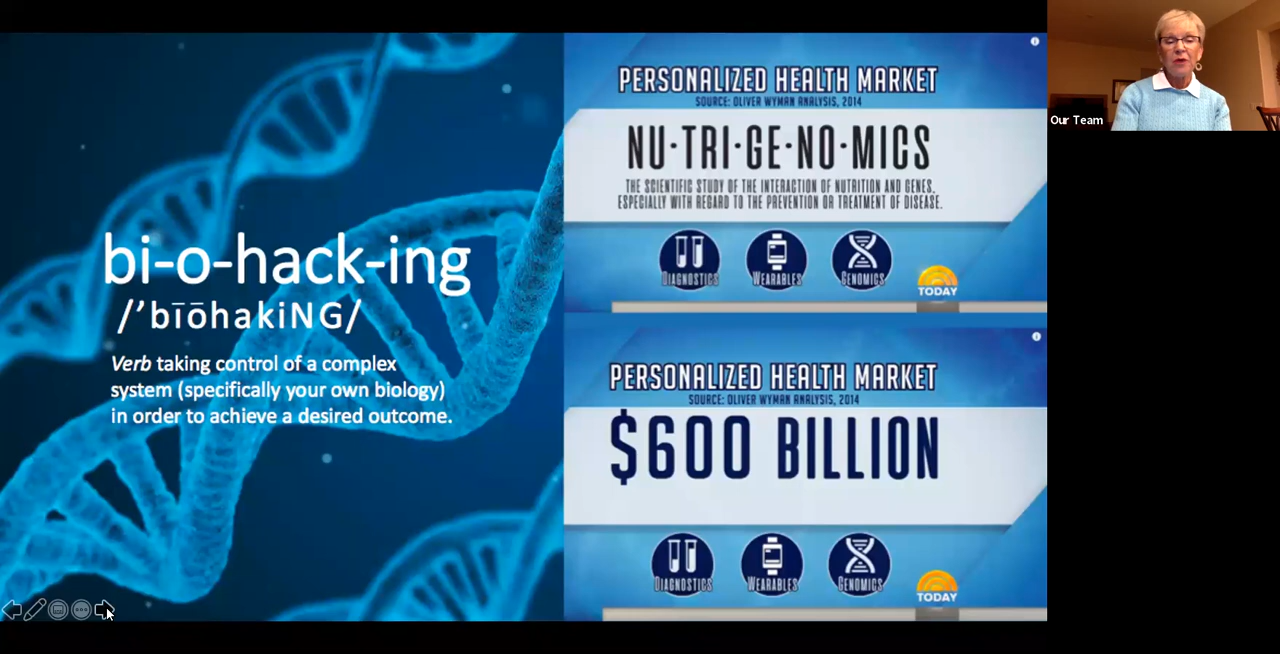 bi-o-hack-ing
/’bīōhakiNG/
Verb taking control of a complex
system (specifically your own biology)
in order to achieve a desired outcome.
PERSONALIZED HEALTH MARKET
SOURCE: OLIVER WYMAN ANALYSIS, 2014
NU·TRI·GE·NO·MICS
THE SCIENTIFIC STUDY OF THE INTERACTION OF NUTRITION AND GENES,
ESPECIALLY WITH REGARD TO THE PREVENTION OR TREATMENT OF DISEASE.
DIAGNOSTICS WEARABLES GENOMICS
TODAY
PERSONALIZED HEALTH MARKET
SOURCE: OLIVER WYMAN ANALYSIS, 2014
$600 BILLION
DIAGNOSTICS WEARABLES GENOMICS
TODAY
Our Team